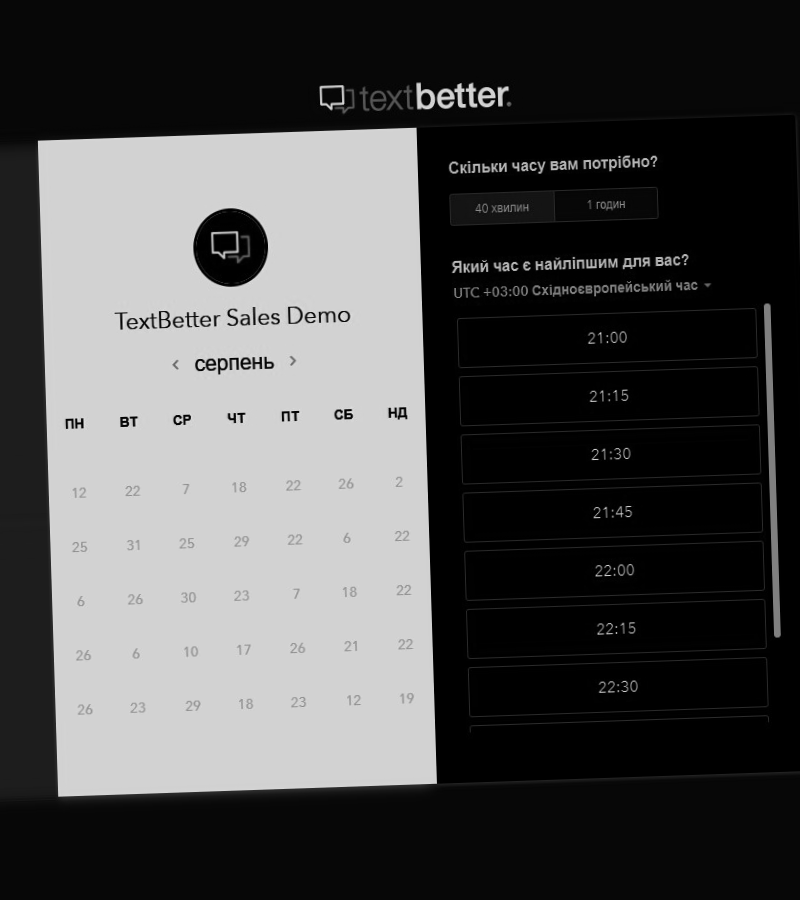 textbetter.
TextBetter Sales Demo
серпень
ПН ВТ СР ЧТ ПТ СБ НД
12 22 7 18 22 26 2
25 31 25 29 22 6 22
6 26 30 23 7 18 22
26 6 10 17 26 21 22
26 23 29 18 23 12 19
Скільки часу вам потрібно?
40 хвилин 1 годин
Який час є найліпшим для вас?
UTC +03:00 Східноєвропейський час
21:00
21:15
21:30
21:45
22:00
22:15
22:30